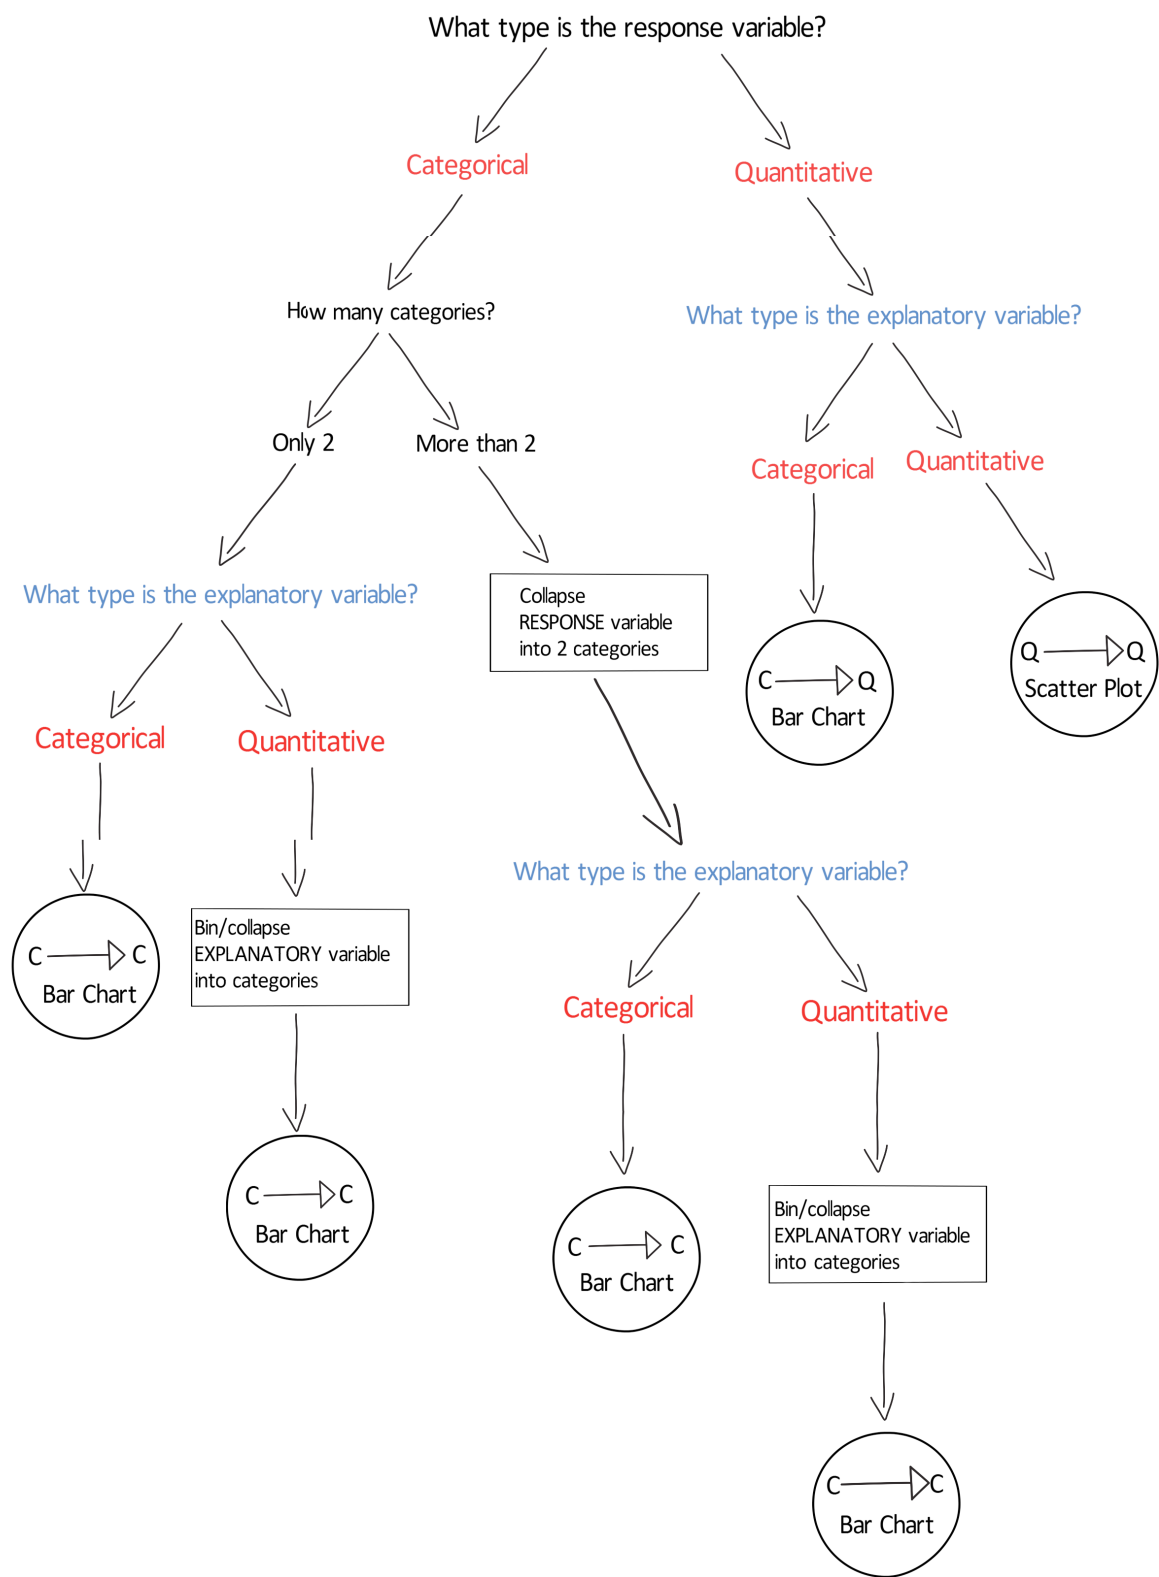 What type is the response variable?
Categorical
Quantitative
How many categories?
What type is the explanatory variable?
Only 2
More than 2
Categorical
Quantitative
What type is the explanatory variable?
Collapse
RESPONSE variable
into 2 categories
C Q
Bar Chart
Q Q
Scatter Plot
Categorical
Quantitative
What type is the explanatory variable?
C C
Bar Chart
Bin/collapse
EXPLANATORY variable
into categories
Categorical
Quantitative
C C
Bar Chart
C C
Bar Chart
Bin/collapse
EXPLANATORY variable
into categories
C C
Bar Chart